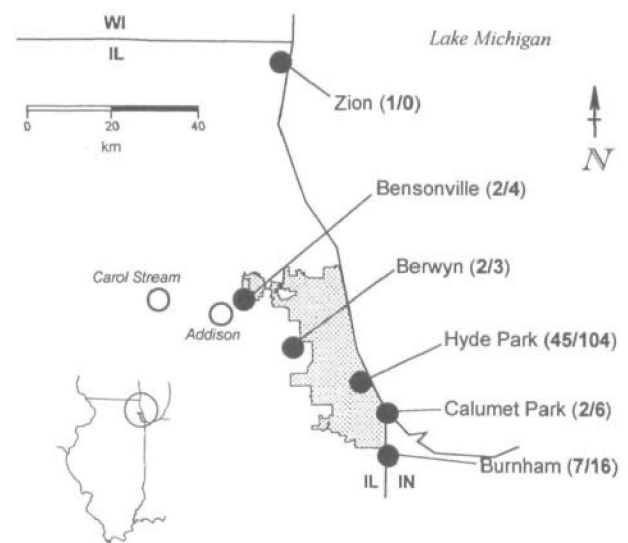 WI
Lake Michigan
IL
Zion (1/0)
0 20 40
km
N
Bensonville (2/4)
Carol Stream
Berwyn (2/3)
Addison
Hyde Park (45/104)
Calumet Park (2/6)
Burnham (7/16)
IL IN